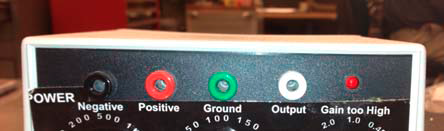 POWER Negative Positive Ground Output Gain too High
200 500 50 100 150 2.0 1.0